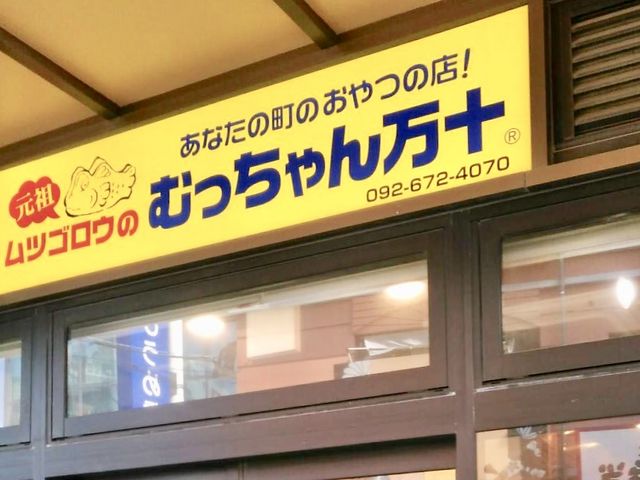 あなたの町のおやつの店!
元祖
ムツゴロウの
むっちゃん万十®
092-672-4070